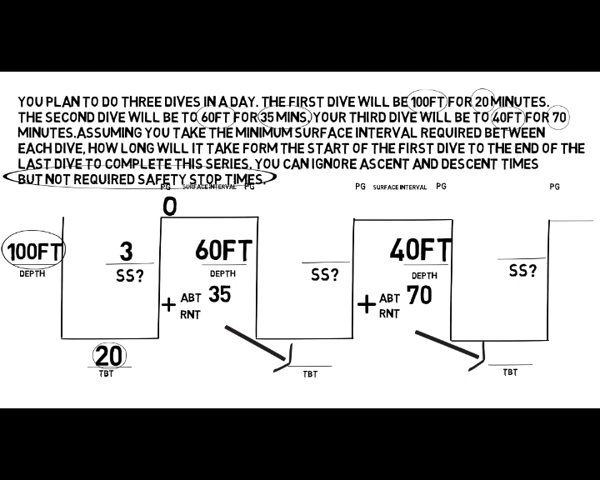 YOU PLAN TO DO THREE DIVES IN A DAY. THE FIRST DIVE WILL BE 100FT FOR 20 MINUTES.
THE SECOND DIVE WILL BE TO 60FT FOR 35 MINS, YOUR THIRD DIVE WILL BE TO 40FT FOR 70
MINUTES.ASSUMING YOU TAKE THE MINIMUM SURFACE INTERVAL REQUIRED BETWEEN
EACH DIVE, HOW LONG WILL IT TAKE FORM THE START OF THE FIRST DIVE TO THE END OF THE
LAST DIVE TO COMPLETE THIS SERIES, YOU CAN IGNORE ASCENT AND DESCENT TIMES
BUT NOT REQUIRED SAFETY STOP TIMES.
PG SURFACE INTERVAL PG PG SURFACE INTERVAL PG PG
O
100FT 3 60FT 40FT
DEPTH SS? DEPTH SS? DEPTH SS?
+ ABT 35 + ABT 70
RNT RNT
20
TBT TBT TBT